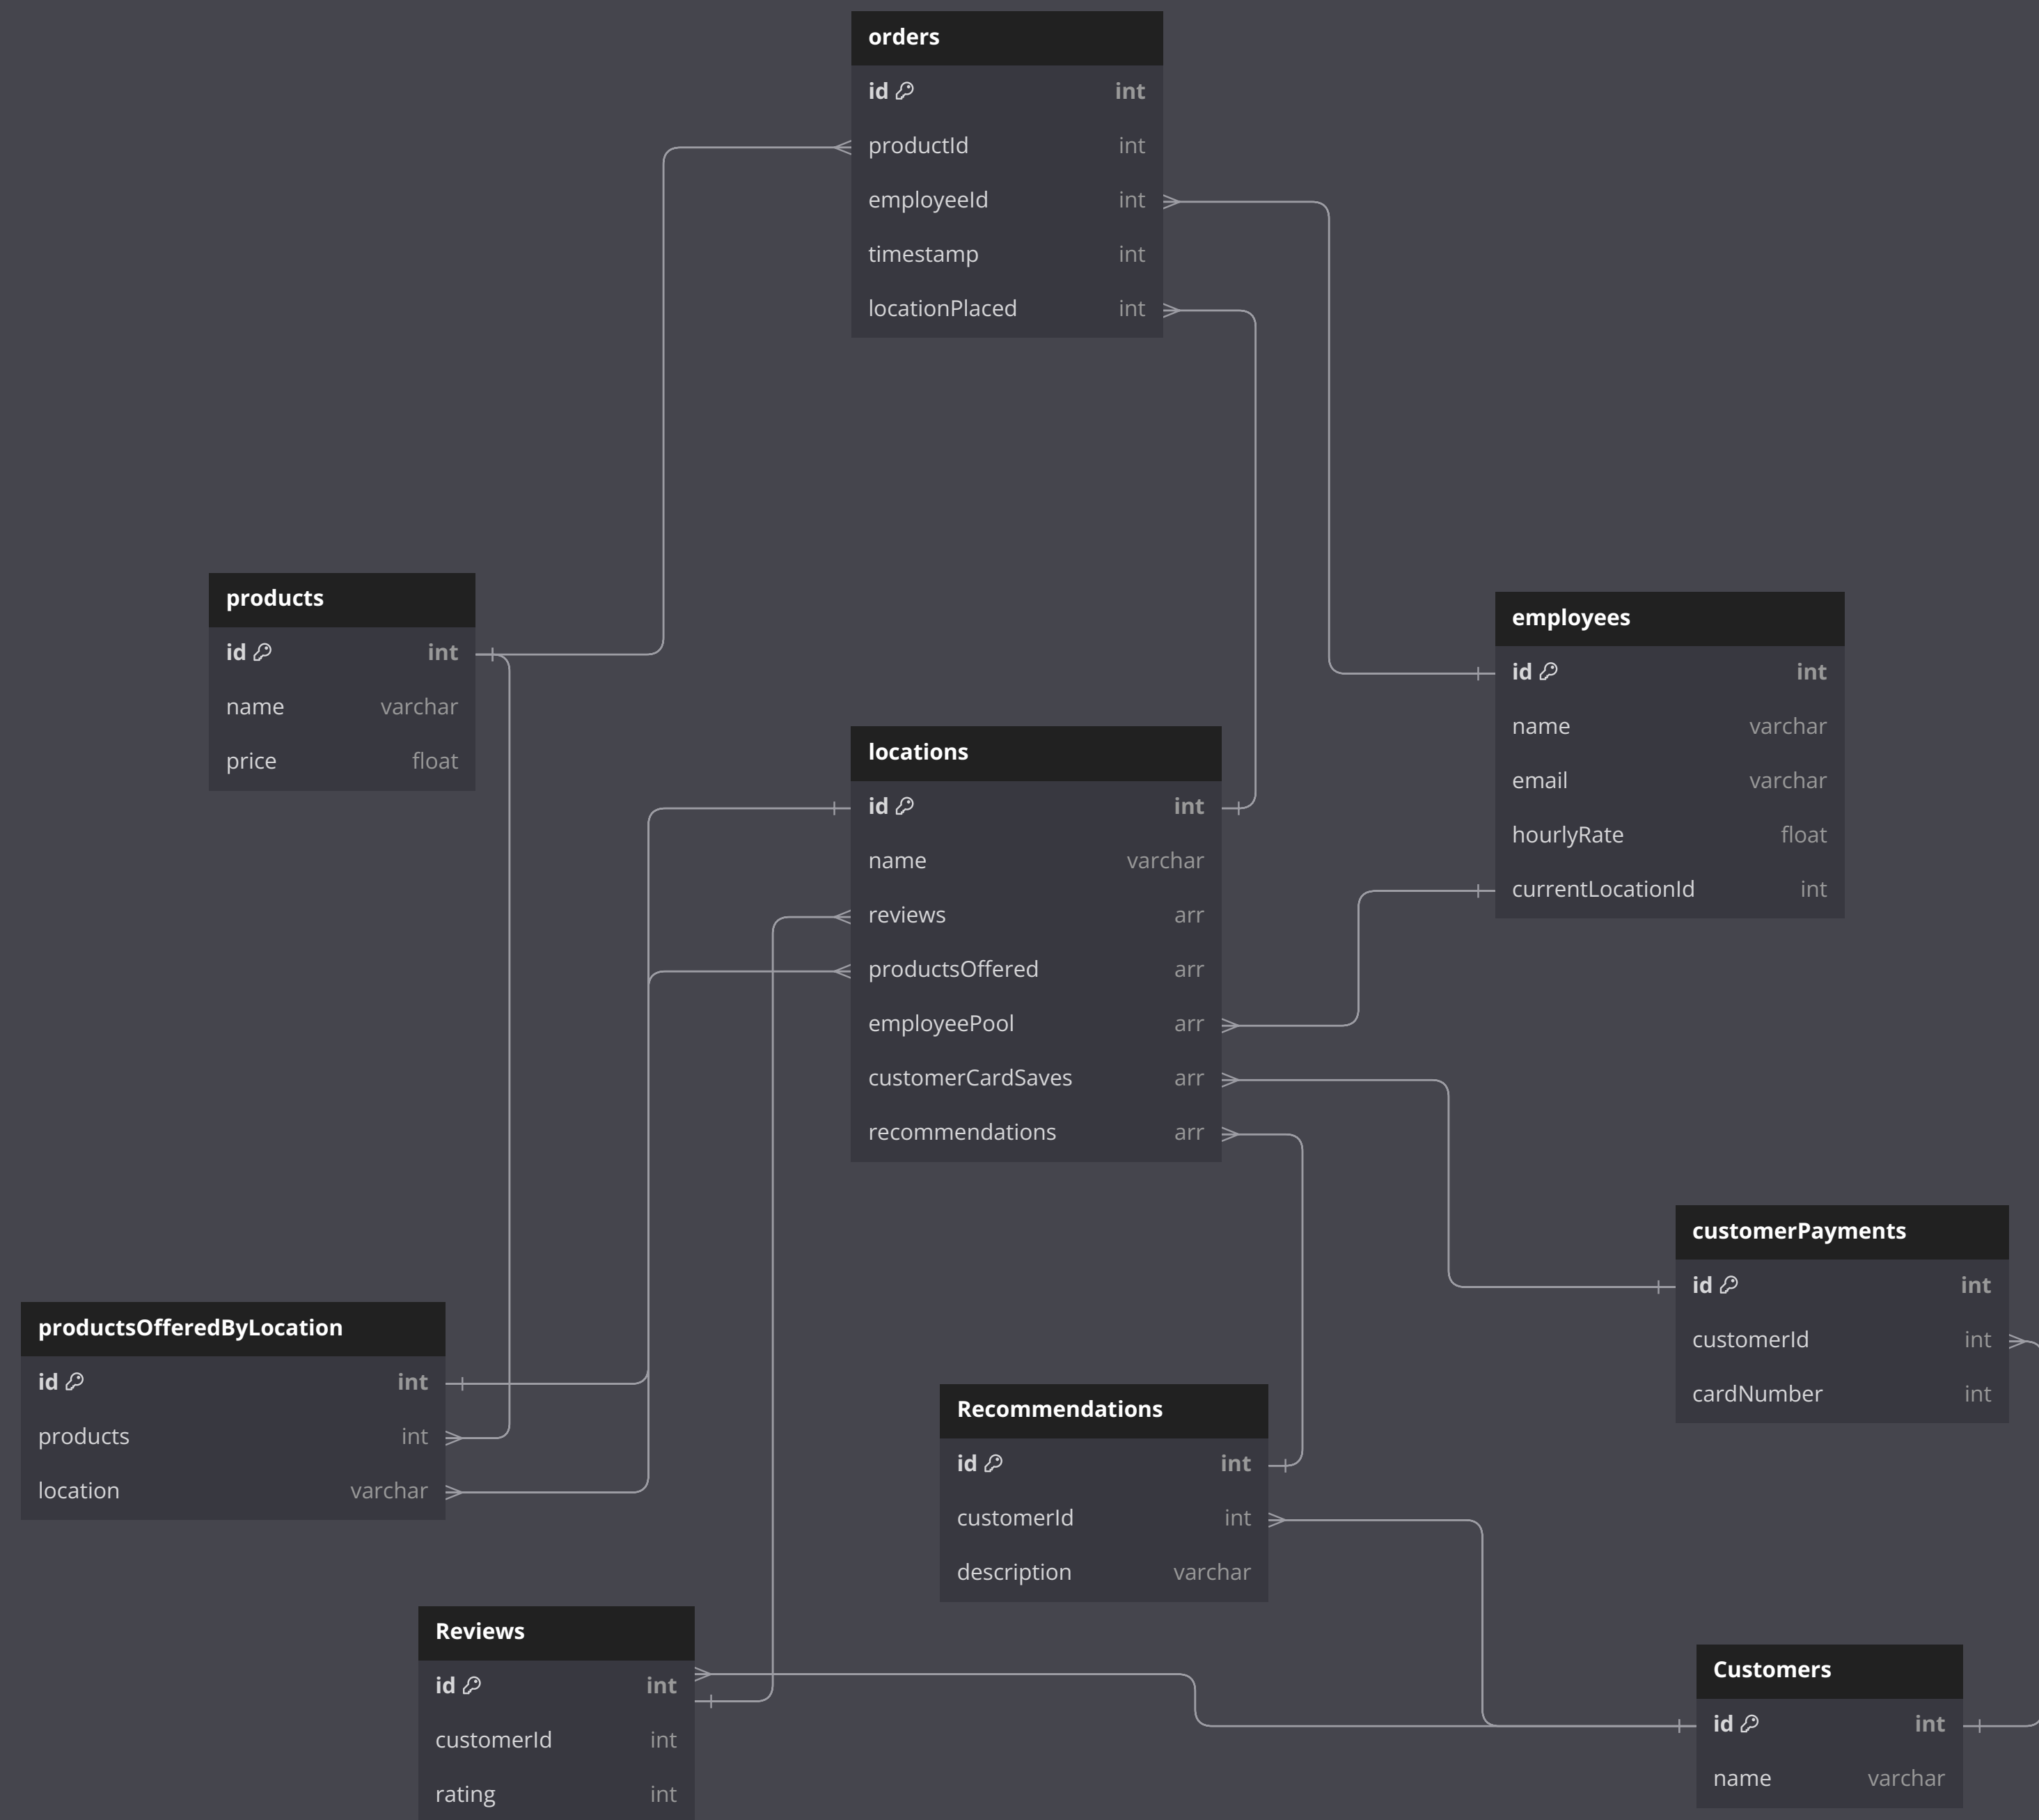 orders
id int
productId int
employeeId int
timestamp int
locationPlaced int
products
id int
name varchar
price float
employees
id int
name varchar
email varchar
hourlyRate float
currentLocationId int
locations
id int
name varchar
reviews arr
productsOffered arr
employeePool arr
customerCardSaves arr
recommendations arr
customerPayments
id int
customerId int
cardNumber int
productsOfferedByLocation
id int
products int
location varchar
Recommendations
id int
customerId int
description varchar
Reviews
id int
customerId int
rating int
Customers
id int
name varchar